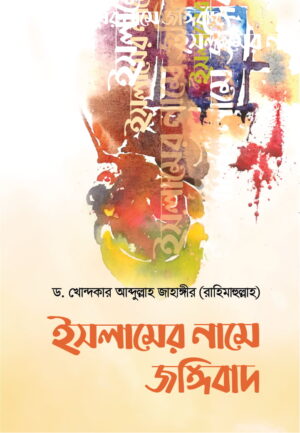 ড. খোন্দকার আব্দুল্লাহ জাহাঙ্গীর (রাহিমাহুল্লাহ)
ইসলামের নামে
জঙ্গিবাদ